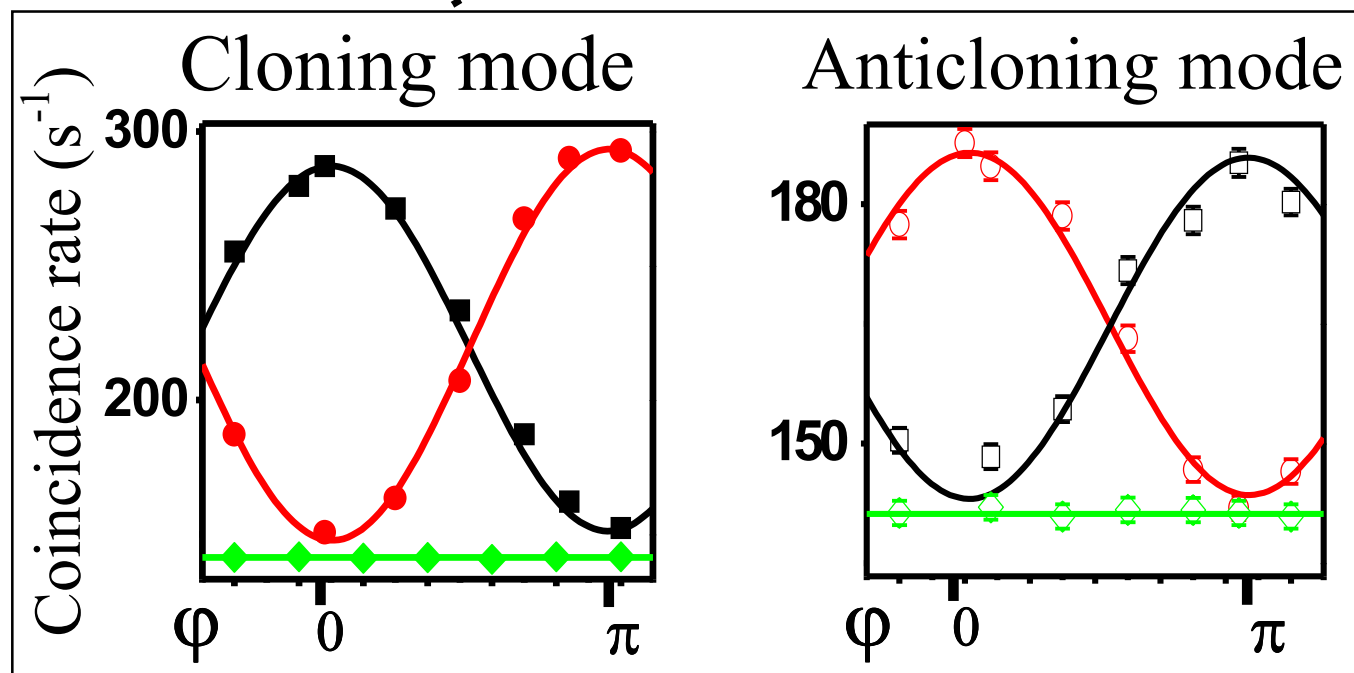 Cloning mode
Anticloning mode
Coincidence rate (s⁻¹)
300
200
φ 0 π
180
150
φ 0 π